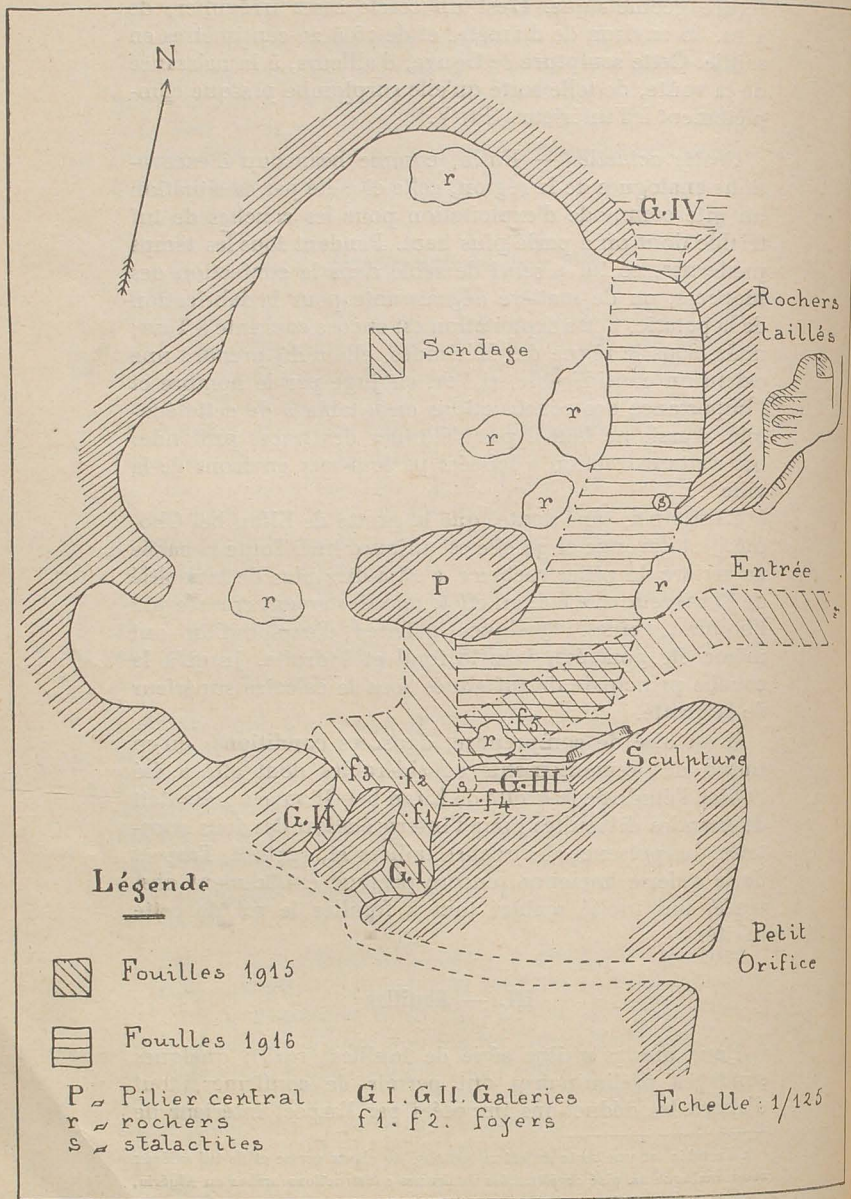 N
r
G.IV
Rochers
taillés
Sondage
r
r
r
s
P
r
r
Entrée
f5
r
Sculpture
f3
f2
s
G.III
f4
G.II
f1
G.I
Légende
Petit
Orifice
Fouilles 1915
Fouilles 1916
P = Pilier central
r = rochers
s = stalactites
G I. G II. Galeries
f1. f2. foyers
Echelle : 1/125